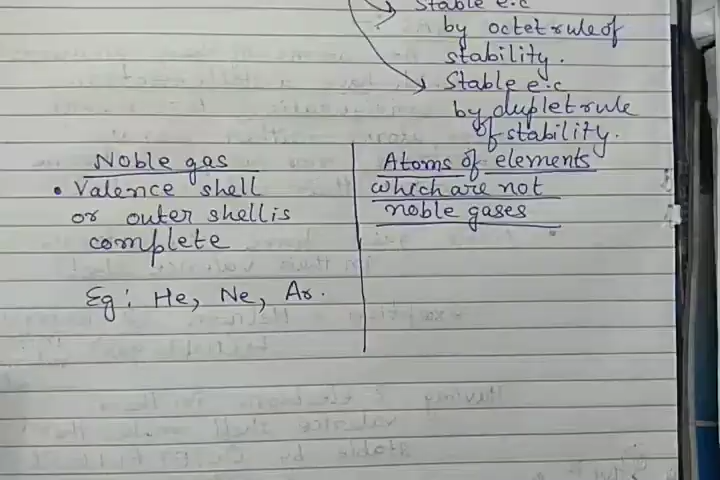 Stable e.c
by octet rule of
stability.
Stable e.c
by duplet rule
of stability.
Noble gas
• Valence shell
or outer shell is
complete
Eg: He, Ne, Ar.
Atoms of elements
which are not
noble gases